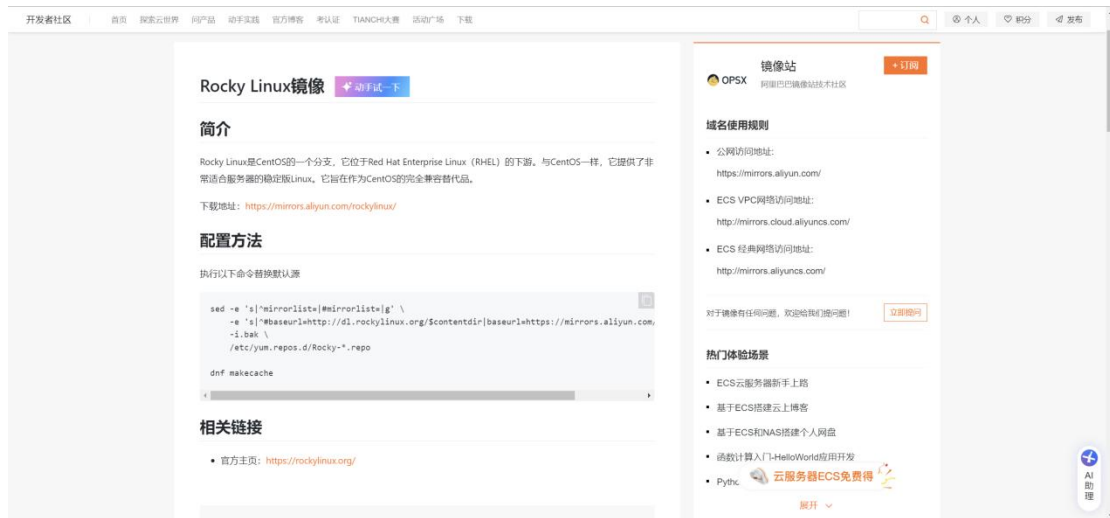 开发者社区 首页 探索云世界 问产品 动手实践 官方博客 考认证 TIANCHI大赛 活动广场 下载 个人 积分 发布
Rocky Linux镜像 动手试一下
简介
Rocky Linux是CentOS的一个分支，它位于Red Hat Enterprise Linux（RHEL）的下游。与CentOS一样，它提供了非
常适合服务器的稳定版Linux。它旨在作为CentOS的完全兼容替代品。
下载地址：https://mirrors.aliyun.com/rockylinux/
配置方法
执行以下命令替换默认源
sed -e 's|^mirrorlist=|#mirrorlist=|g' \
-e 's|^#baseurl=http://dl.rockylinux.org/$contentdir|baseurl=https://mirrors.aliyun.com/
-i.bak \
/etc/yum.repos.d/Rocky-*.repo
dnf makecache
相关链接
官方主页：https://rockylinux.org/
OPSX
镜像站
+ 订阅
阿里巴巴镜像站技术社区
域名使用规则
公网访问地址:
https://mirrors.aliyun.com/
ECS VPC网络访问地址:
http://mirrors.cloud.aliyuncs.com/
ECS 经典网络访问地址:
http://mirrors.aliyuncs.com/
对于镜像有任何问题，欢迎给我们提问题! 立即提问
热门体验场景
ECS云服务器新手上路
基于ECS搭建云上博客
基于ECS和NAS搭建个人网盘
函数计算入门-HelloWorld应用开发
云服务器ECS免费得
展开
AI
助
理